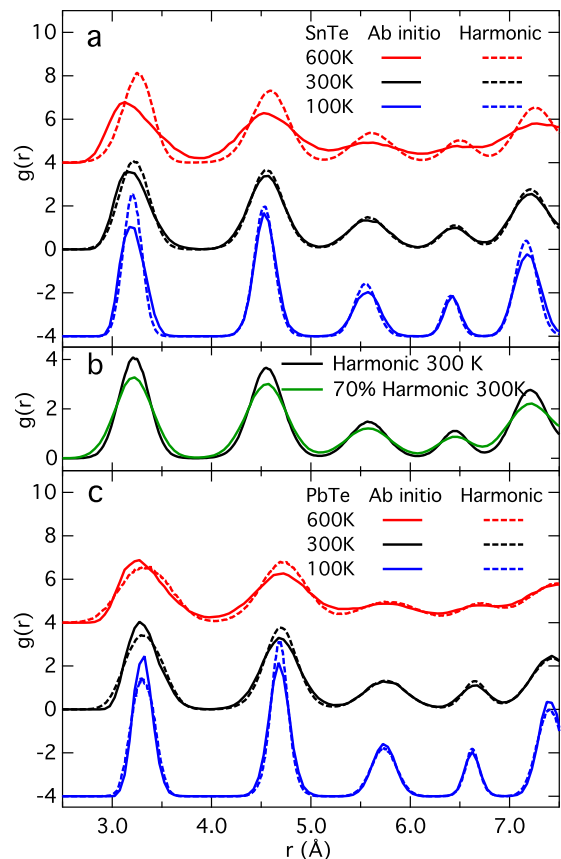 a
SnTe Ab initio Harmonic
600K
300K
100K
10
8
6
4
2
0
-2
-4
g(r)
b
Harmonic 300 K
70% Harmonic 300K
4
2
0
c
PbTe Ab initio Harmonic
600K
300K
100K
10
8
6
4
2
0
-2
-4
g(r)
3.0 4.0 5.0 6.0 7.0
r (Å)